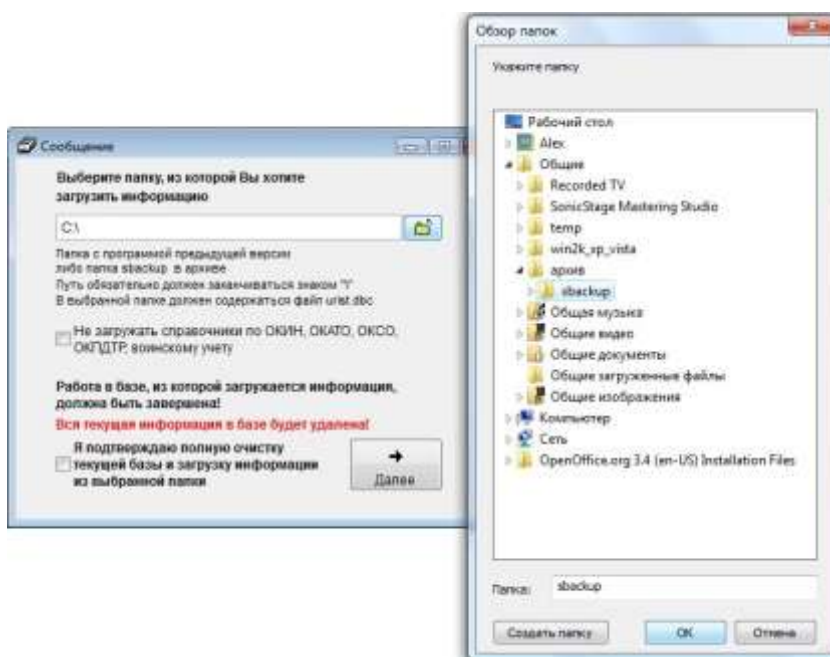 Сообщение
Выберите папку, из которой Вы хотите
загрузить информацию
C:\
Папка с программой предыдущей версии
либо папка sbackup в архиве
Путь обязательно должен заканчиваться знаком "\"
В выбранной папке должен содержаться файл urist.dbc
Не загружать справочники по ОКИН, ОКАТО, ОКСО,
ОКПДТР, воинскому учету
Работа в базе, из которой загружается информация,
должна быть завершена!
Вся текущая информация в базе будет удалена!
Я подтверждаю полную очистку
текущей базы и загрузку информации
из выбранной папки
Далее
Обзор папок
Укажите папку
Рабочий стол
Alex
Общие
Recorded TV
SonicStage Mastering Studio
temp
win2k_xp_vista
архив
sbackup
Общая музыка
Общие видео
Общие документы
Общие загруженные файлы
Общие изображения
Компьютер
Сеть
OpenOffice.org 3.4 (en-US) Installation Files
Папка:
sbackup
Создать папку
OK
Отмена